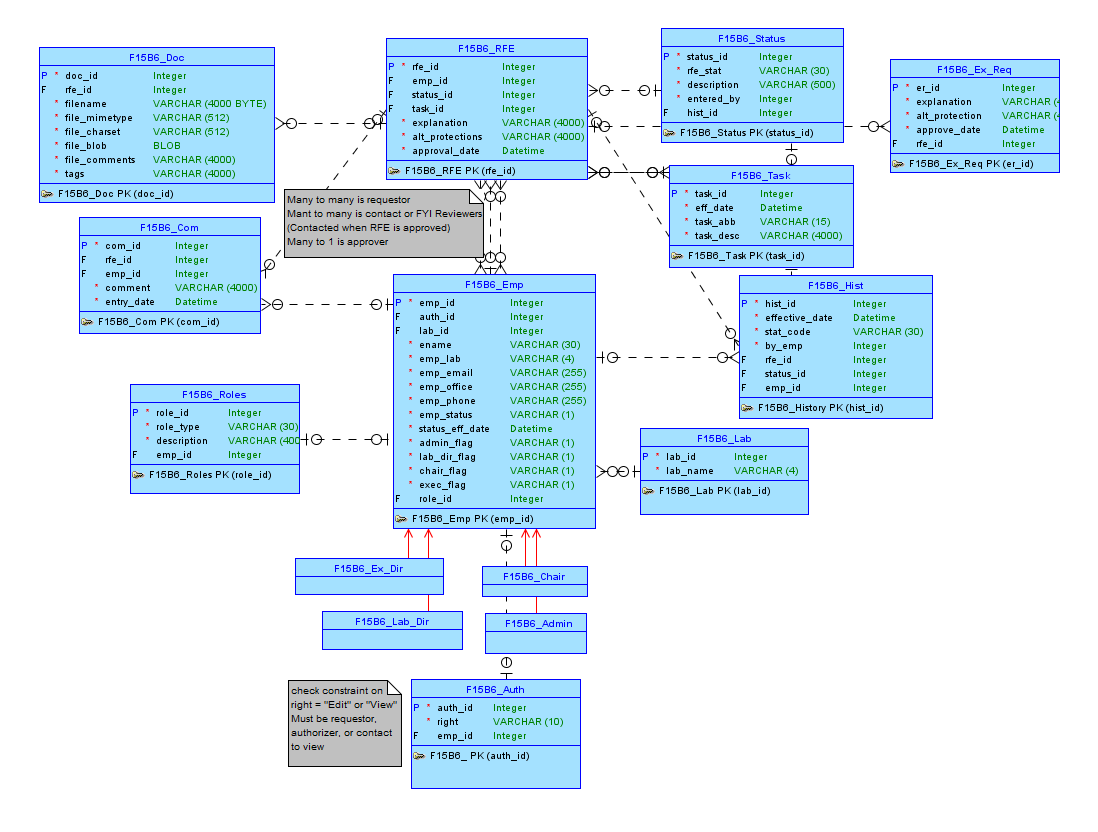 F15B6_Doc
P * doc_id Integer
F rfe_id Integer
* filename VARCHAR (4000 BYTE)
* file_mimetype VARCHAR (512)
* file_charset VARCHAR (512)
* file_blob BLOB
* file_comments VARCHAR (4000)
* tags VARCHAR (4000)
F15B6_Doc PK (doc_id)
F15B6_RFE
P * rfe_id Integer
F emp_id Integer
F status_id Integer
F * task_id Integer
* explanation VARCHAR (4000)
* alt_protections VARCHAR (4000)
* approval_date Datetime
F15B6_RFE PK (rfe_id)
F15B6_Status
P * status_id Integer
* rfe_stat VARCHAR (30)
* description VARCHAR (500)
* entered_by Integer
F hist_id Integer
F15B6_Status PK (status_id)
F15B6_Ex_Req
P * er_id Integer
* explanation VARCHAR (4
* alt_protection VARCHAR (4
* approve_date Datetime
F rfe_id Integer
F15B6_Ex_Req PK (er_id)
F15B6_Task
P * task_id Integer
* eff_date Datetime
* task_abb VARCHAR (15)
* task_desc VARCHAR (4000)
F15B6_Task PK (task_id)
Many to many is requestor
Mant to many is contact or FYI Reviewers
(Contacted when RFE is approved)
Many to 1 is approver
F15B6_Com
P * com_id Integer
F rfe_id Integer
F emp_id Integer
* comment VARCHAR (4000)
* entry_date Datetime
F15B6_Com PK (com_id)
F15B6_Emp
P * emp_id Integer
F auth_id Integer
F lab_id Integer
* ename VARCHAR (30)
* emp_lab VARCHAR (4)
* emp_email VARCHAR (255)
* emp_office VARCHAR (255)
* emp_phone VARCHAR (255)
* emp_status VARCHAR (1)
* status_eff_date Datetime
* admin_flag VARCHAR (1)
* lab_dir_flag VARCHAR (1)
* chair_flag VARCHAR (1)
* exec_flag VARCHAR (1)
F role_id Integer
F15B6_Emp PK (emp_id)
F15B6_Hist
P * hist_id Integer
* effective_date Datetime
* stat_code VARCHAR (30)
* by_emp Integer
F rfe_id Integer
F status_id Integer
F emp_id Integer
F15B6_History PK (hist_id)
F15B6_Roles
P * role_id Integer
* role_type VARCHAR (30)
* description VARCHAR (400
F emp_id Integer
F15B6_Roles PK (role_id)
F15B6_Lab
P * lab_id Integer
* lab_name VARCHAR (4)
F15B6_Lab PK (lab_id)
F15B6_Ex_Dir
F15B6_Chair
F15B6_Lab_Dir
F15B6_Admin
check constraint on
right = "Edit" or "View"
Must be requestor,
authorizer, or contact
to view
F15B6_Auth
P * auth_id Integer
* right VARCHAR (10)
F emp_id Integer
F15B6_ PK (auth_id)